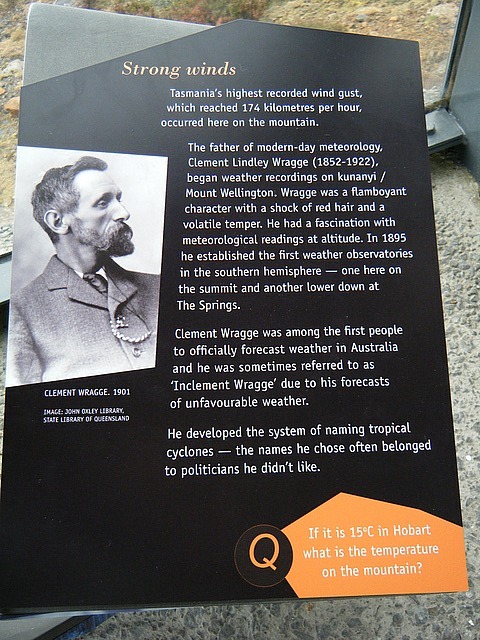 Strong winds
Tasmania's highest recorded wind gust,
which reached 174 kilometres per hour,
occurred here on the mountain.
The father of modern-day meteorology,
Clement Lindley Wragge (1852-1922),
began weather recordings on kunanyi /
Mount Wellington. Wragge was a flamboyant
character with a shock of red hair and a
volatile temper. He had a fascination with
meteorological readings at altitude. In 1895
he established the first weather observatories
in the southern hemisphere — one here on
the summit and another lower down at
The Springs.
Clement Wragge was among the first people
to officially forecast weather in Australia
and he was sometimes referred to as
'Inclement Wragge' due to his forecasts
of unfavourable weather.
He developed the system of naming tropical
cyclones — the names he chose often belonged
to politicians he didn't like.
CLEMENT WRAGGE. 1901
IMAGE: JOHN OXLEY LIBRARY,
STATE LIBRARY OF QUEENSLAND
Q
If it is 15°C in Hobart
what is the temperature
on the mountain?